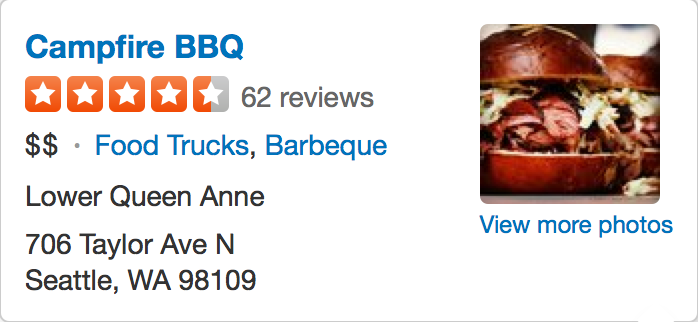 Campfire BBQ
62 reviews
$$ · Food Trucks, Barbeque
Lower Queen Anne
706 Taylor Ave N
Seattle, WA 98109
View more photos